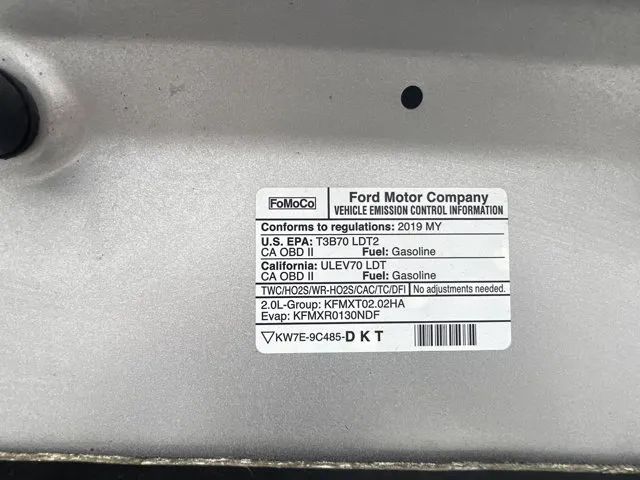 FoMoCo
Ford Motor Company
VEHICLE EMISSION CONTROL INFORMATION
Conforms to regulations: 2019 MY
U.S. EPA: T3B70 LDT2
CA OBD II Fuel: Gasoline
California: ULEV70 LDT
CA OBD II Fuel: Gasoline
TWC/HO2S/WR-HO2S/CAC/TC/DFI No adjustments needed.
2.0L-Group: KFMXT02.02HA
Evap: KFMXR0130NDF
KW7E-9C485-DKT